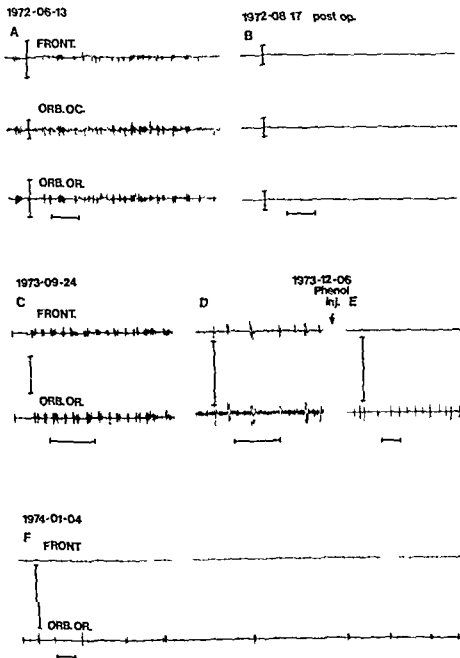 1972-06-13
A
FRONT.
ORB.OC.
ORB.OR.
1972-08 17 post op.
B
1973-09-24
C
FRONT.
ORB.OR.
D
1973-12-06
Phenol
Inj.
E
1974-01-04
F
FRONT
ORB.OR.